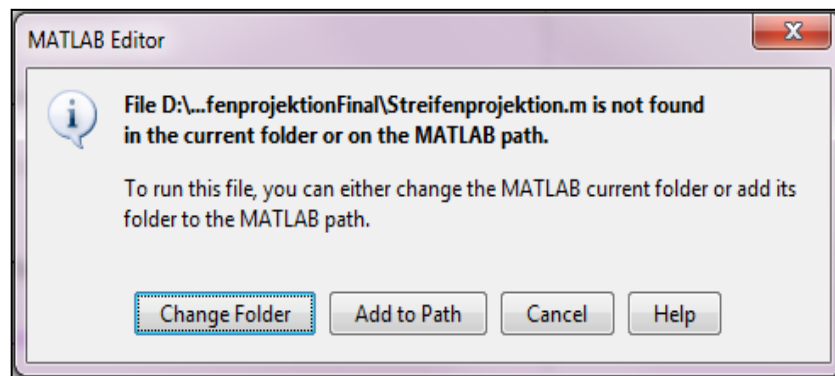 MATLAB Editor
File D:\...fenprojektionFinal\Streifenprojektion.m is not found
in the current folder or on the MATLAB path.
To run this file, you can either change the MATLAB current folder or add its
folder to the MATLAB path.
Change Folder Add to Path Cancel Help